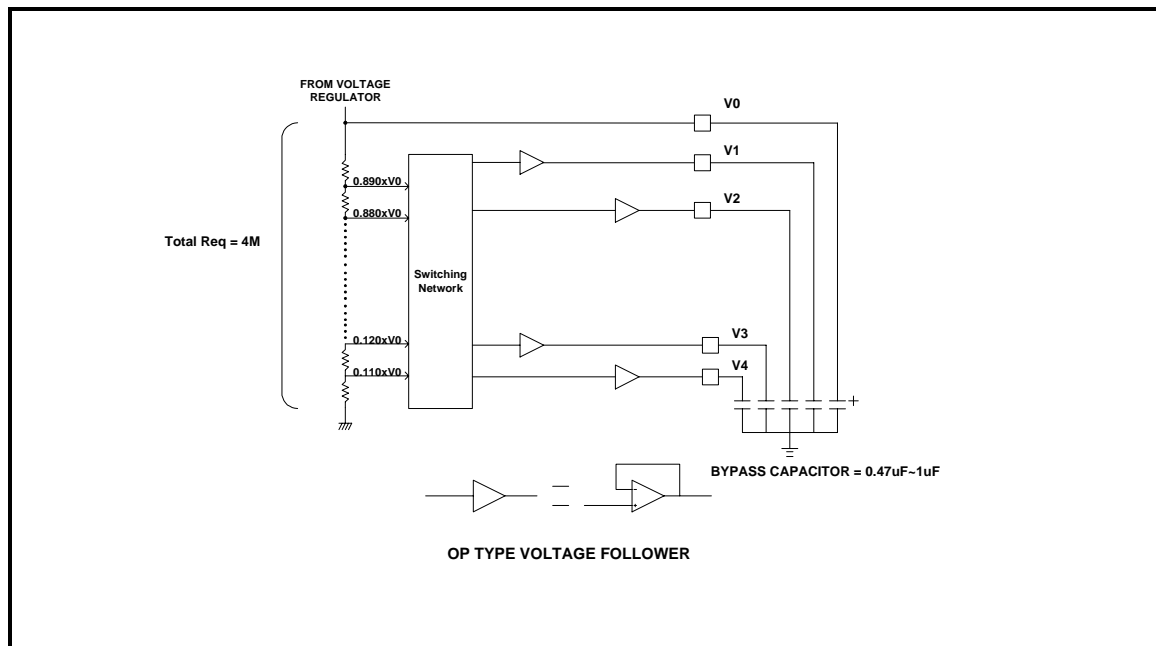 FROM VOLTAGE
REGULATOR
V0
V1
0.890xV0
V2
0.880xV0
Total Req = 4M
Switching
Network
V3
0.120xV0
V4
0.110xV0
+
BYPASS CAPACITOR = 0.47uF~1uF
-
+
OP TYPE VOLTAGE FOLLOWER